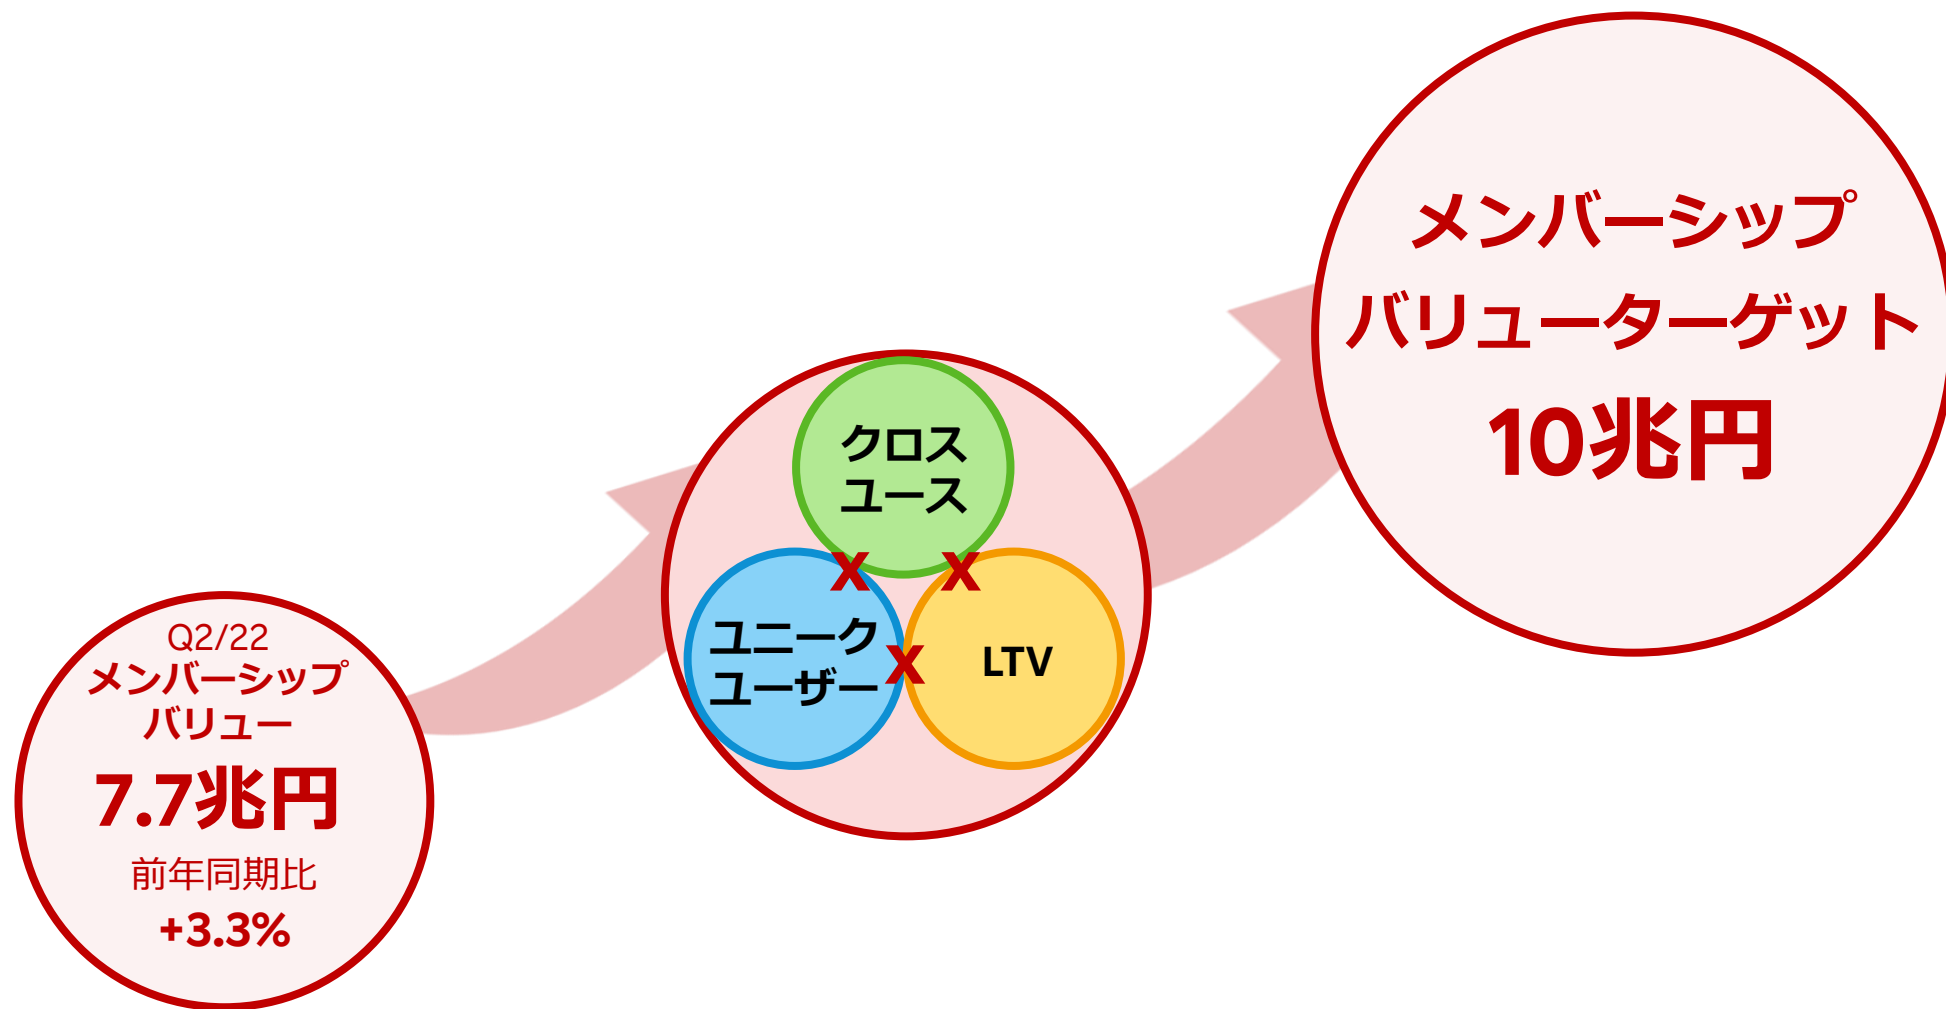 Q2/22
メンバーシップ
バリュー
7.7兆円
前年同期比
+3.3%
クロス
ユース
x
x
ユニーク
ユーザー
x
LTV
メンバーシップ
バリューターゲット
10兆円